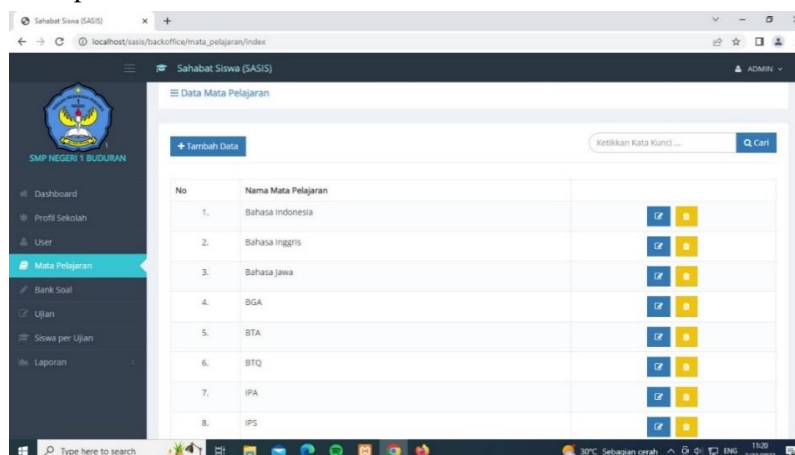 Sahabat Siswa (SASIS)
localhost/sasis/backoffice/mata_pelajaran/index
Sahabat Siswa (SASIS)
ADMIN
Data Mata Pelajaran
SMP NEGERI 1 BUDURAN
+ Tambah Data
Ketikkan Kata Kunci ...
Cari
Dashboard
Profil Sekolah
User
Mata Pelajaran
Bank Soal
Ujian
Siswa per Ujian
Laporan
No Nama Mata Pelajaran
1. Bahasa Indonesia
2. Bahasa Inggris
3. Bahasa Jawa
4. BGA
5. BTA
6. BTQ
7. IPA
8. IPS
Type here to search
30°C Sebagian cerah
ENG
11:20